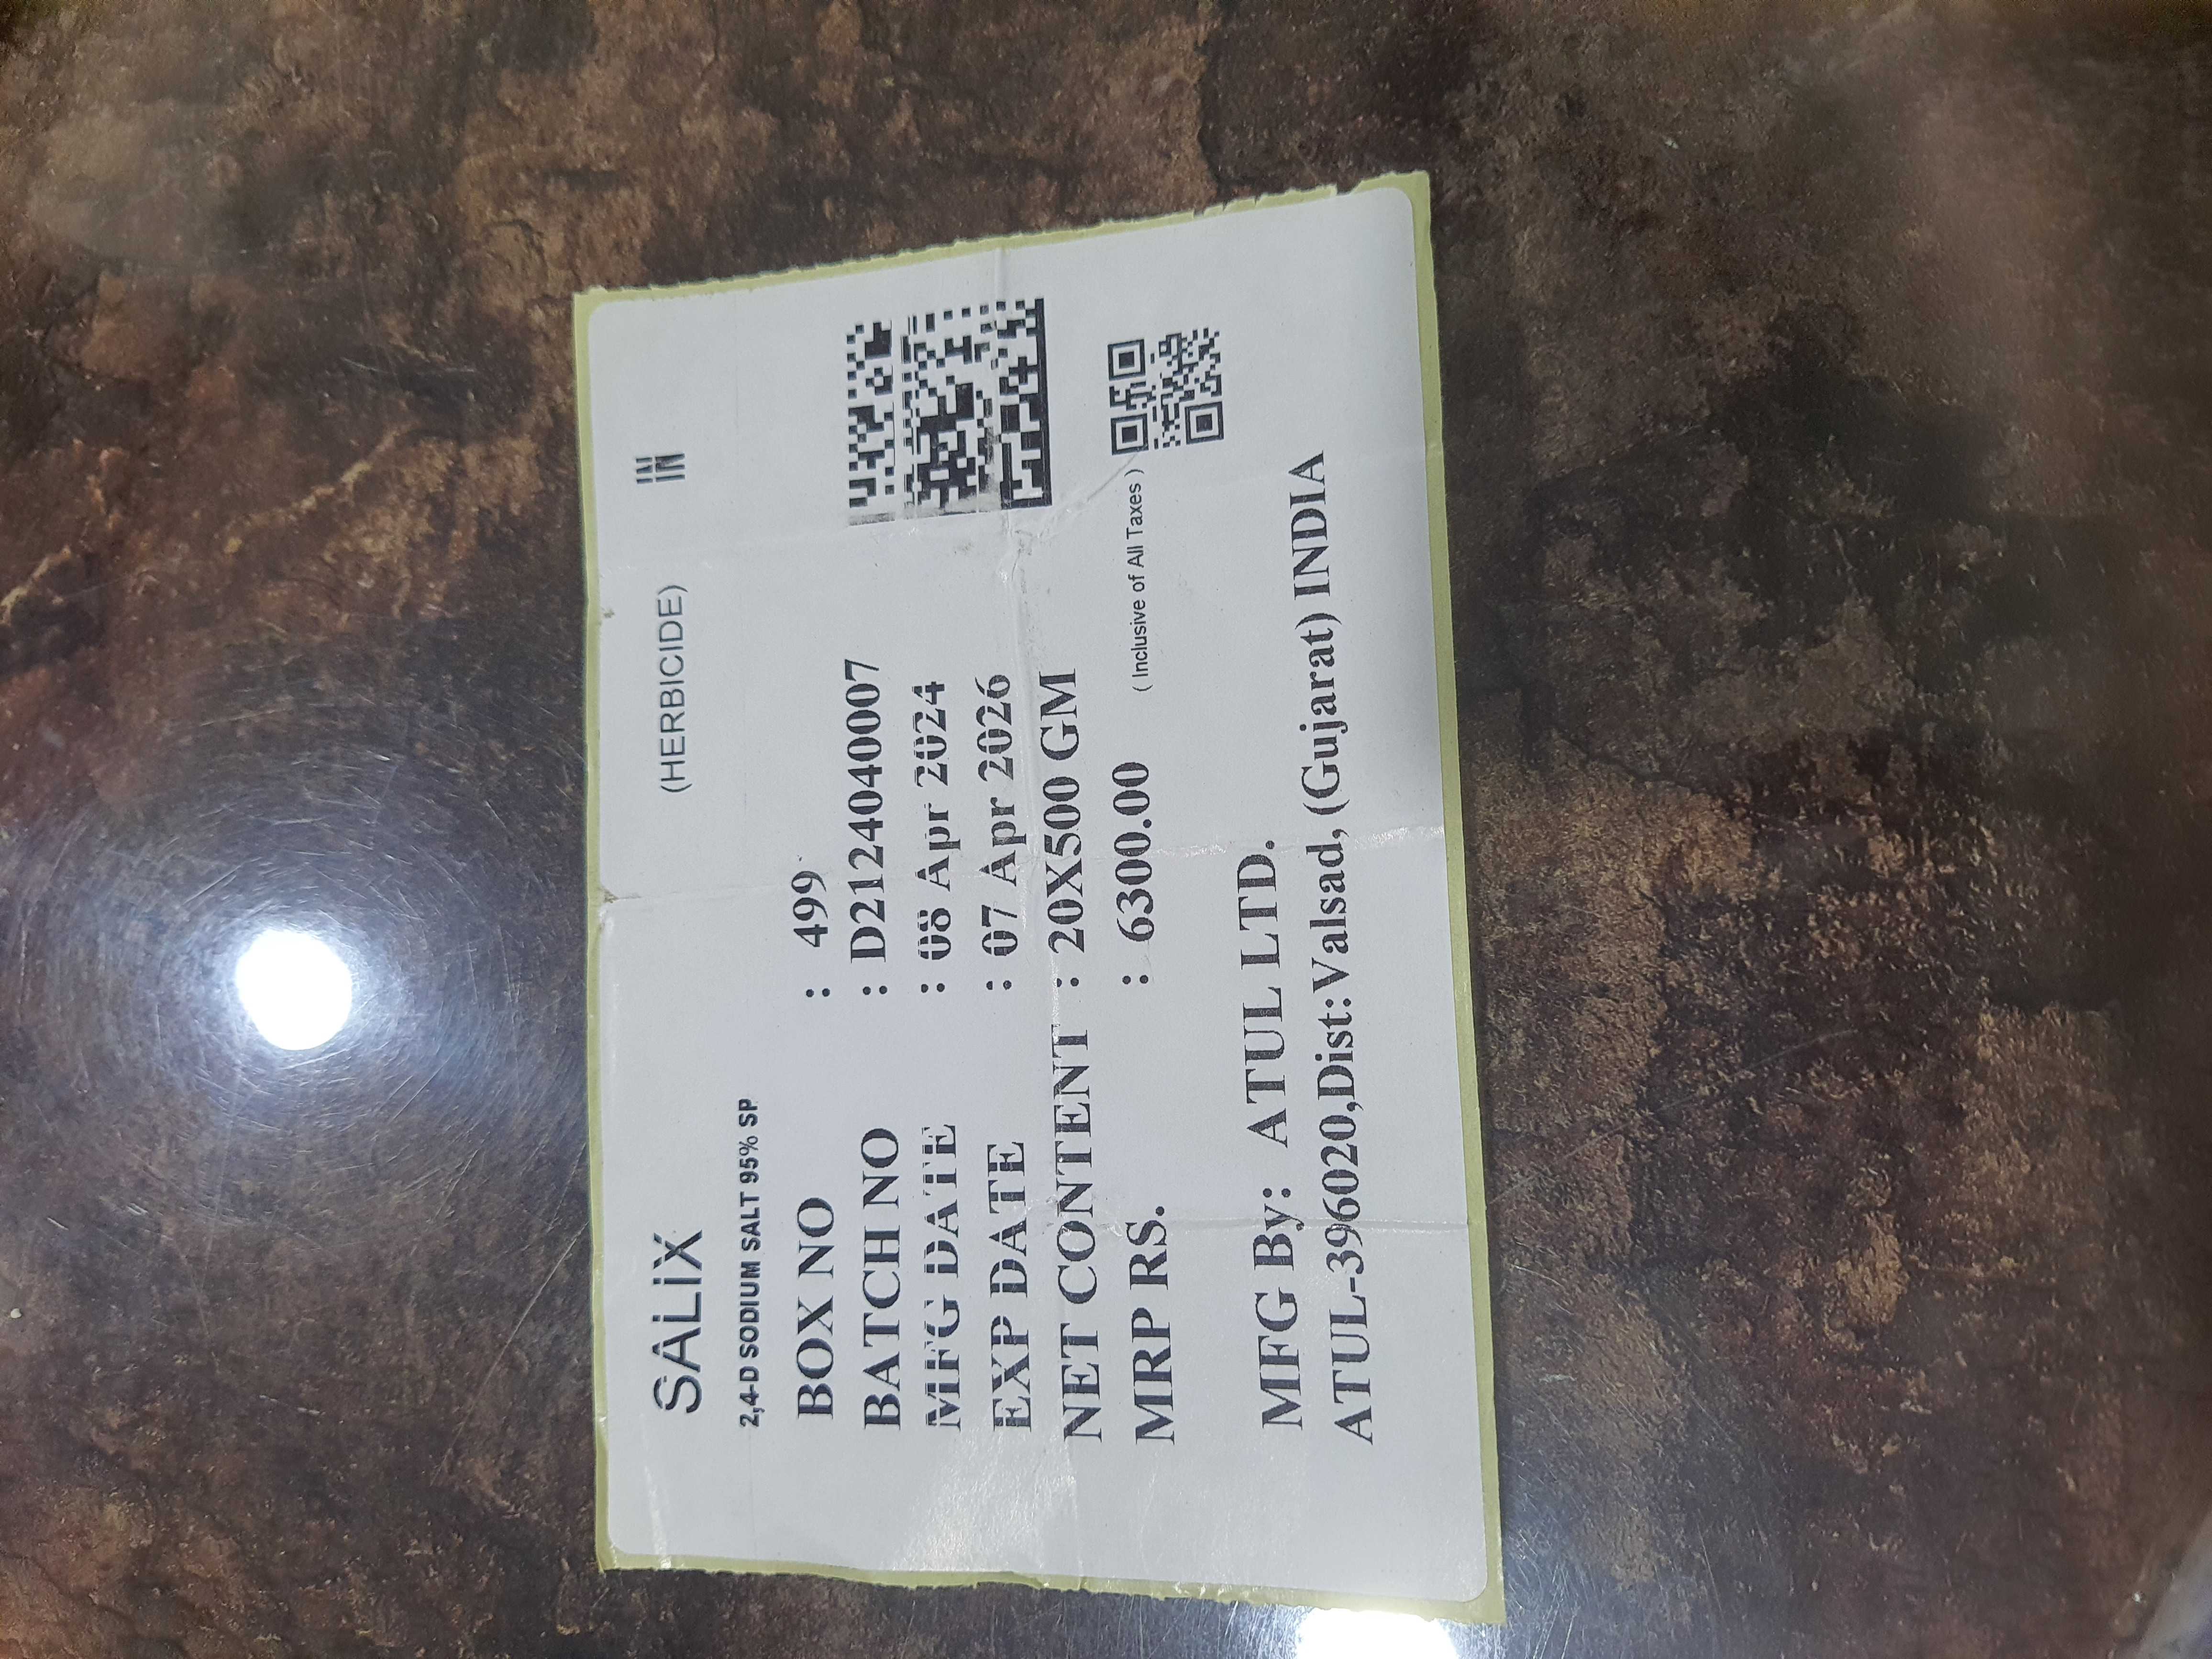 SALIX (HERBICIDE) IN
2,4-D SODIUM SALT 95% SP
BOX NO : 499
BATCH NO : D2124040007
MFG DATE : 08 Apr 2024
EXP DATE : 07 Apr 2026
NET CONTENT : 20X500 GM
MRP RS. : 6300.00 ( Inclusive of All Taxes )
MFG By: ATUL LTD.
ATUL-396020,Dist:Valsad, (Gujarat) INDIA